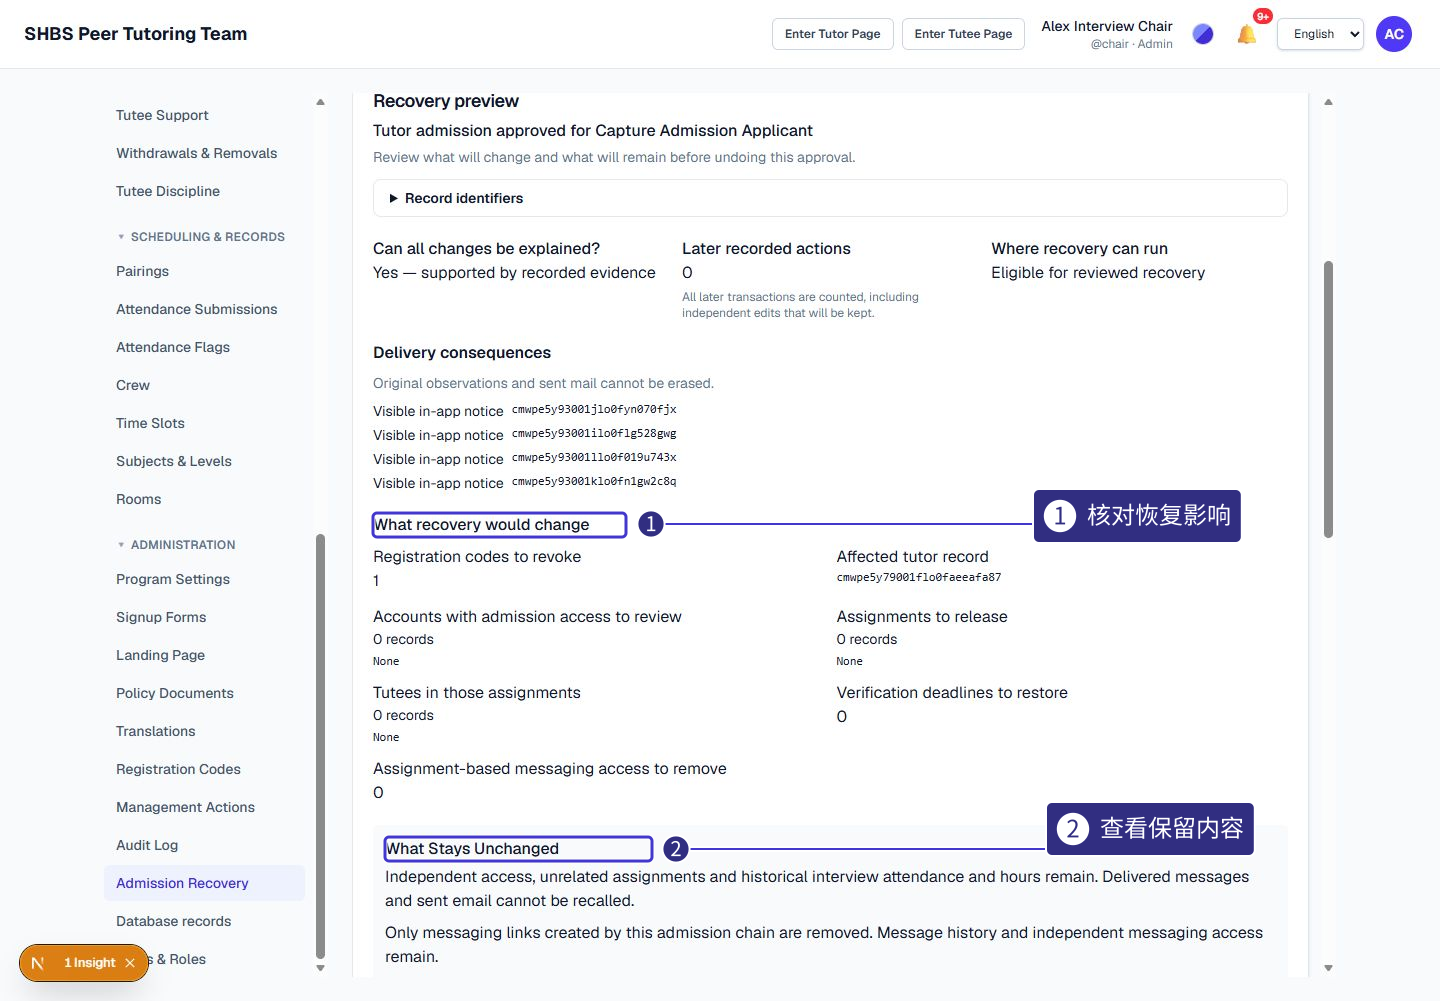 SHBS Peer Tutoring Team
Enter Tutor Page
Enter Tutee Page
Alex Interview Chair
@chair · Admin
9+
English
AC
Tutee Support
Withdrawals & Removals
Tutee Discipline
SCHEDULING & RECORDS
Pairings
Attendance Submissions
Attendance Flags
Crew
Time Slots
Subjects & Levels
Rooms
ADMINISTRATION
Program Settings
Signup Forms
Landing Page
Policy Documents
Translations
Registration Codes
Management Actions
Audit Log
Admission Recovery
Database records
s & Roles
1 Insight
Recovery preview
Tutor admission approved for Capture Admission Applicant
Review what will change and what will remain before undoing this approval.
Record identifiers
Can all changes be explained?
Yes — supported by recorded evidence
Later recorded actions
0
All later transactions are counted, including
independent edits that will be kept.
Where recovery can run
Eligible for reviewed recovery
Delivery consequences
Original observations and sent mail cannot be erased.
Visible in-app notice cmwpe5y93001jlo0fyn070fjx
Visible in-app notice cmwpe5y93001ilo0flg528gwg
Visible in-app notice cmwpe5y93001llo0f019u743x
Visible in-app notice cmwpe5y93001klo0fn1gw2c8q
What recovery would change
1
1 核对恢复影响
Registration codes to revoke
1
Affected tutor record
cmwpe5y79001flo0faeeafa87
Accounts with admission access to review
0 records
None
Assignments to release
0 records
None
Tutees in those assignments
0 records
None
Verification deadlines to restore
0
Assignment-based messaging access to remove
0
What Stays Unchanged
2
2 查看保留内容
Independent access, unrelated assignments and historical interview attendance and hours remain. Delivered messages
and sent email cannot be recalled.
Only messaging links created by this admission chain are removed. Message history and independent messaging access
remain.